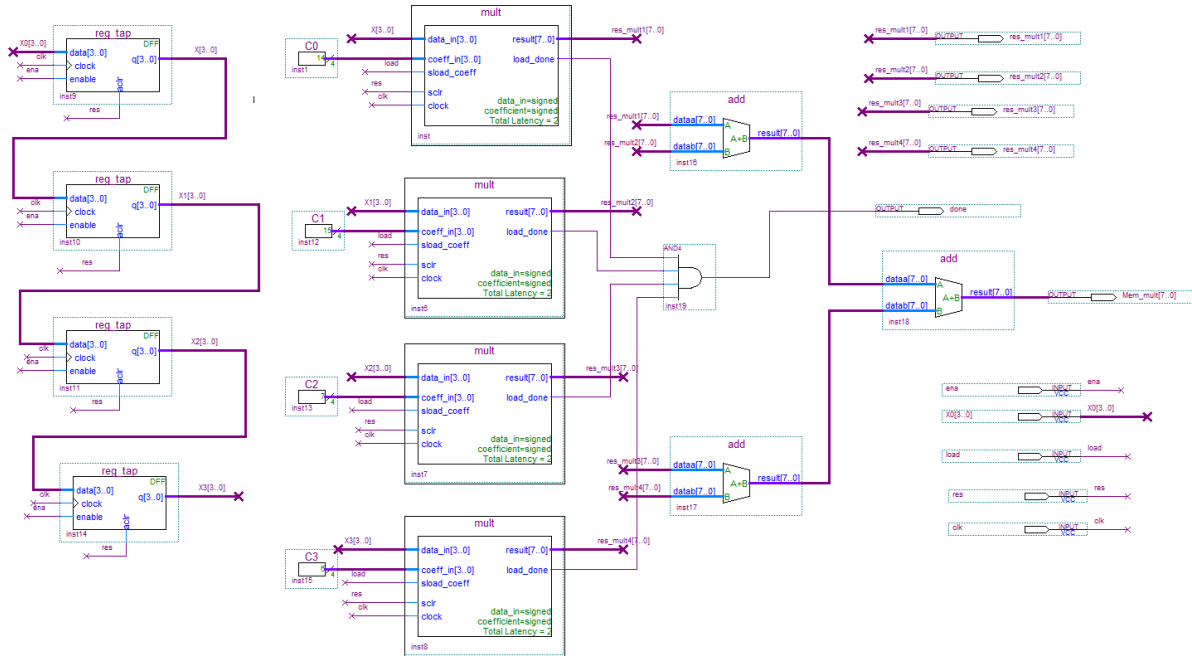 reg_tap
DFF
X0[3..0]
data[3..0]
q[3..0]
X[3..0]
clk
clock
ena
enable
aclr
inst9
res
reg_tap
DFF
clk
data[3..0]
q[3..0]
X1[3..0]
clock
ena
enable
aclr
inst10
res
reg_tap
DFF
data[3..0]
q[3..0]
X2[3..0]
clk
clock
ena
enable
aclr
inst11
res
reg_tap
DFF
data[3..0]
q[3..0]
X3[3..0]
clk
clock
ena
enable
aclr
inst14
res
mult
C0
14
4
inst1
X[3..0]
data_in[3..0]
result[7..0]
res_mult1[7..0]
coeff_in[3..0]
load_done
load
sload_coeff
res
sclr
clk
clock
data_in=signed
coefficient=signed
Total Latency = 2
inst
mult
C1
15
4
inst12
X1[3..0]
data_in[3..0]
result[7..0]
res_mult2[7..0]
coeff_in[3..0]
load_done
load
sload_coeff
res
sclr
clk
clock
data_in=signed
coefficient=signed
Total Latency = 2
inst6
mult
C2
7
4
inst13
X2[3..0]
data_in[3..0]
result[7..0]
res_mult3[7..0]
coeff_in[3..0]
load_done
load
sload_coeff
res
sclr
clk
clock
data_in=signed
coefficient=signed
Total Latency = 2
inst7
mult
C3
6
4
inst15
X3[3..0]
data_in[3..0]
result[7..0]
res_mult4[7..0]
coeff_in[3..0]
load_done
load
sload_coeff
res
sclr
clk
clock
data_in=signed
coefficient=signed
Total Latency = 2
inst8
add
res_mult1[7..0]
dataa[7..0]
A
A+B
result[7..0]
res_mult2[7..0]
datab[7..0]
B
inst16
AND4
inst19
add
res_mult3[7..0]
dataa[7..0]
A
A+B
result[7..0]
res_mult4[7..0]
datab[7..0]
B
inst17
res_mult1[7..0]
OUTPUT
res_mult1[7..0]
res_mult2[7..0]
OUTPUT
res_mult2[7..0]
res_mult3[7..0]
OUTPUT
res_mult3[7..0]
res_mult4[7..0]
OUTPUT
res_mult4[7..0]
OUTPUT
done
add
dataa[7..0]
A
A+B
result[7..0]
datab[7..0]
B
inst18
OUTPUT
Mem_mult[7..0]
ena
INPUT
VCC
ena
X0[3..0]
INPUT
VCC
X0[3..0]
load
INPUT
VCC
load
res
INPUT
VCC
res
clk
INPUT
VCC
clk